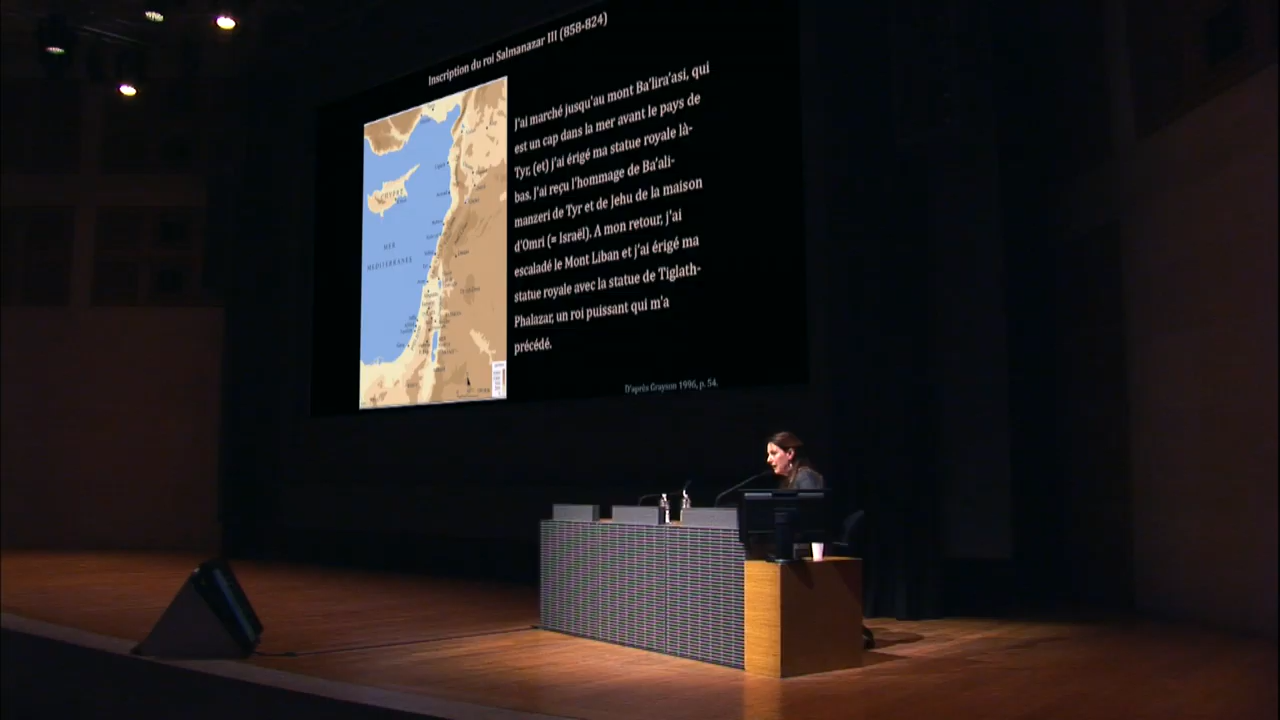 Inscription du roi Salmanazar III (858-824)
J'ai marché jusqu'au mont Ba'lira'asi, qui
est un cap dans la mer avant le pays de
Tyr, (et) j'ai érigé ma statue royale là-
bas. J'ai reçu l'hommage de Ba'ali-
manzeri de Tyr et de Jehu de la maison
d'Omri (= Israël). A mon retour, j'ai
escaladé le Mont Liban et j'ai érigé ma
statue royale avec la statue de Tiglath-
Phalazar, un roi puissant qui m'a
précédé.
D'après Grayson 1996, p. 54.
CHYPRE
MER
MEDITERRANEE